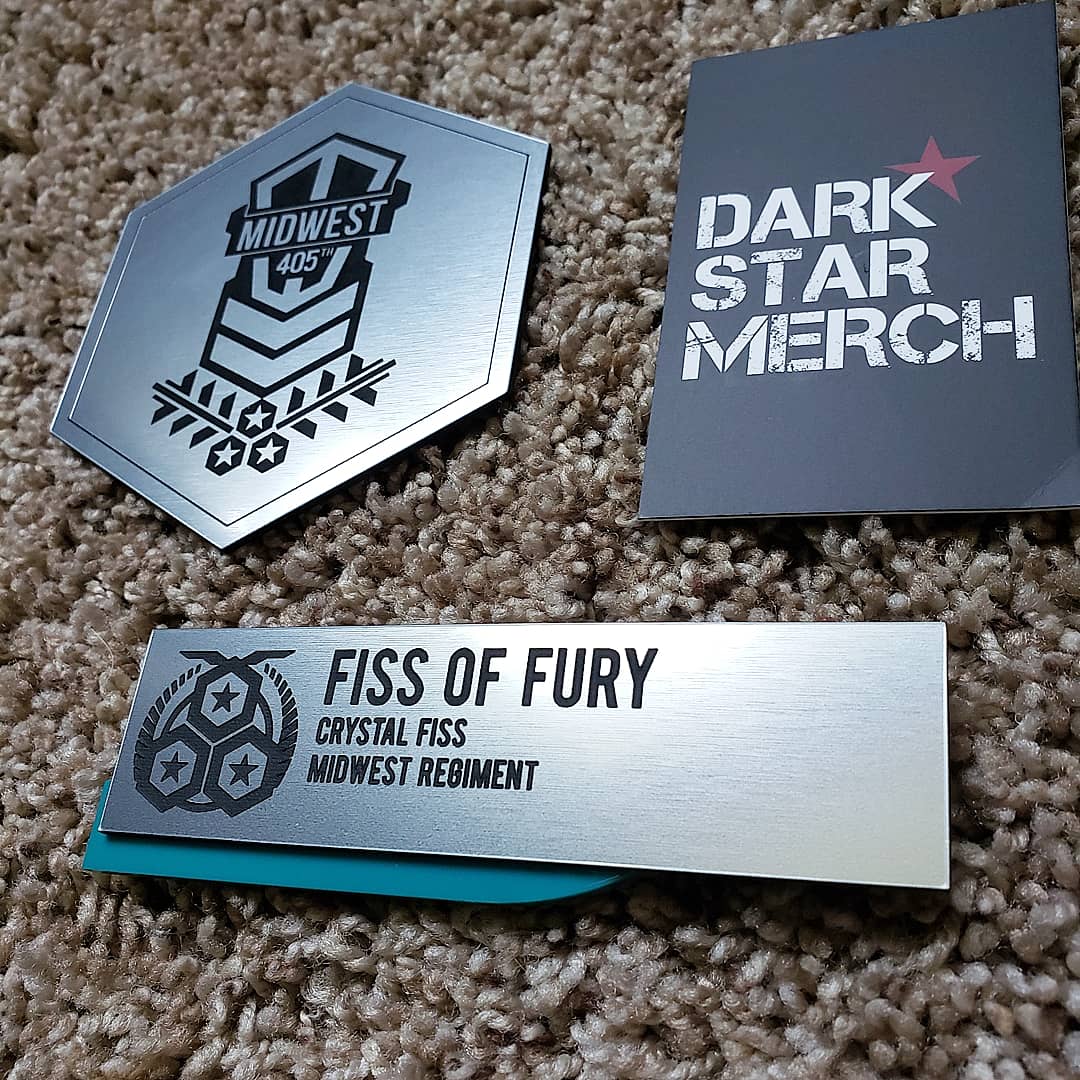 MIDWEST
405TH
DARK
STAR
MERCH
FISS OF FURY
CRYSTAL FISS
MIDWEST REGIMENT